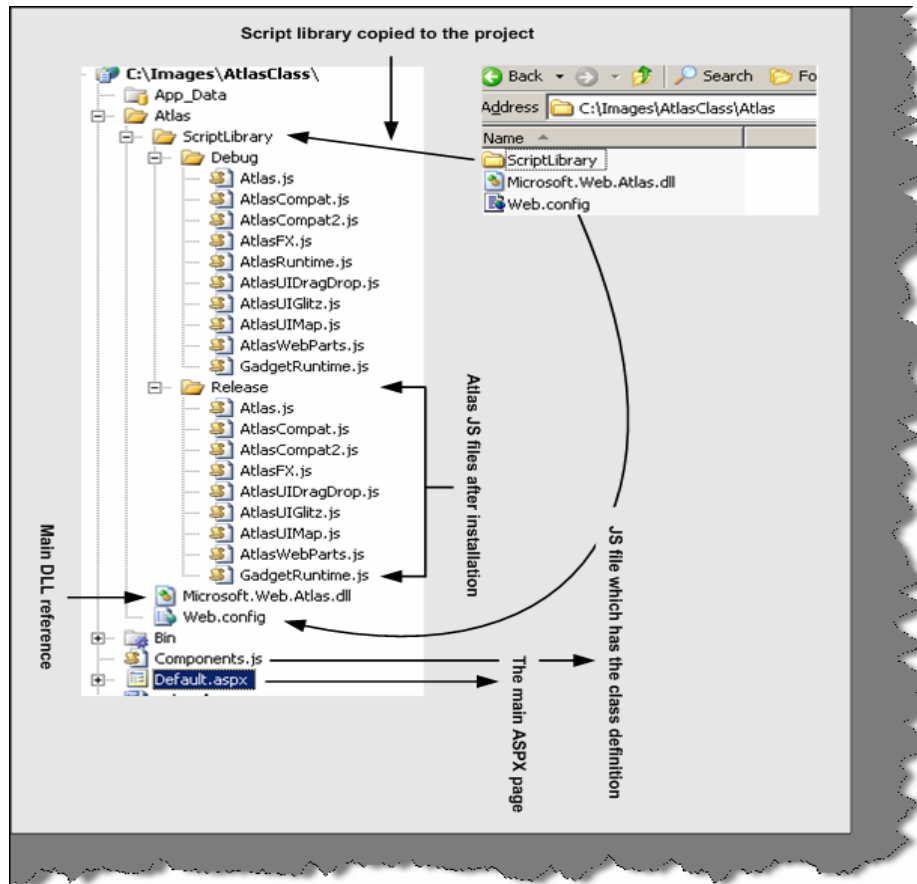 Script library copied to the project
C:\Images\AtlasClass\
App_Data
Atlas
ScriptLibrary
Debug
Atlas.js
AtlasCompat.js
AtlasCompat2.js
AtlasFX.js
AtlasRuntime.js
AtlasUIDragDrop.js
AtlasUIGlitz.js
AtlasUIMap.js
AtlasWebParts.js
GadgetRuntime.js
Release
Atlas.js
AtlasCompat.js
AtlasCompat2.js
AtlasFX.js
AtlasUIDragDrop.js
AtlasUIGlitz.js
AtlasUIMap.js
AtlasWebParts.js
GadgetRuntime.js
Microsoft.Web.Atlas.dll
Web.config
Bin
Components.js
Default.aspx
Back Search Fo
Address C:\Images\AtlasClass\Atlas
Name
ScriptLibrary
Microsoft.Web.Atlas.dll
Web.config
Main DLL reference
Atlas JS files after installation
The main ASPX page
JS file which has the class definition